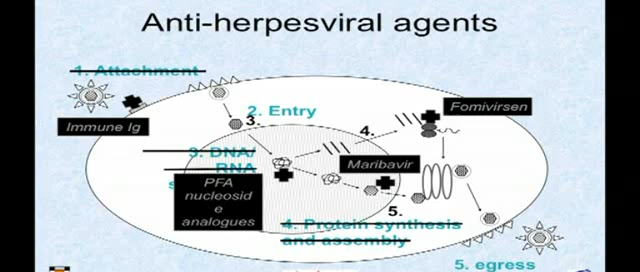 Anti-herpesviral agents
1. Attachment
Fomivirsen
2. Entry
3.
Immune Ig
4.
3. DNA/
RNA
Maribavir
s
PFA
nucleosid
e
analogues
5.
4. Protein synthesis
and assembly
5. egress